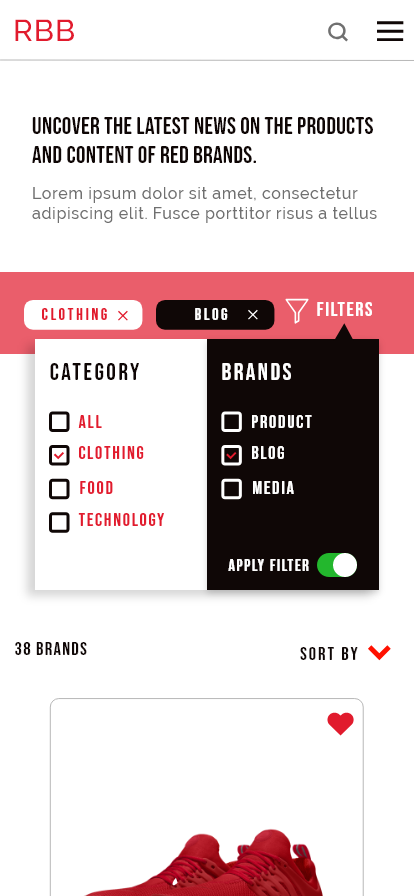 RBB
UNCOVER THE LATEST NEWS ON THE PRODUCTS
AND CONTENT OF RED BRANDS.
Lorem ipsum dolor sit amet, consectetur
adipiscing elit. Fusce porttitor risus a tellus
CLOTHING
BLOG
FILTERS
CATEGORY
ALL
CLOTHING
FOOD
TECHNOLOGY
BRANDS
PRODUCT
BLOG
MEDIA
APPLY FILTER
38 BRANDS
SORT BY